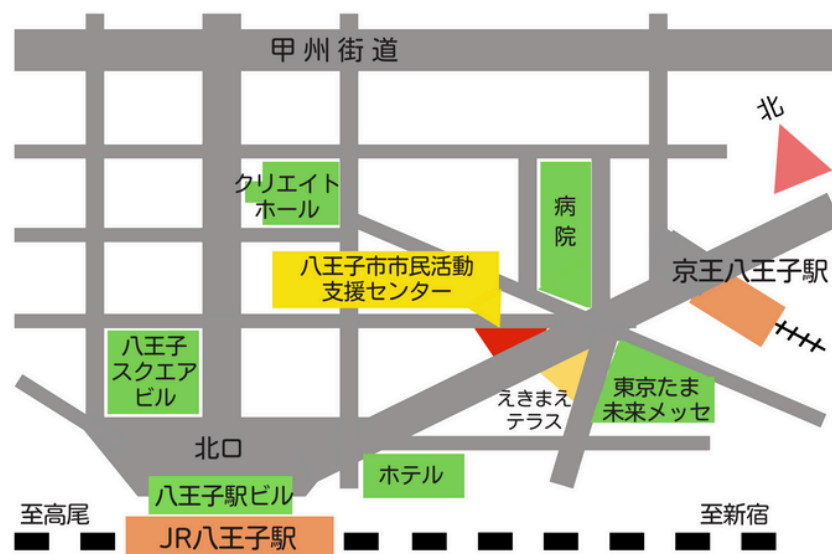 甲州街道
北
クリエイト
ホール
病
院
八王子市市民活動
支援センター
京王八王子駅
八王子
スクエア
ビル
えきまえ
テラス
東京たま
未来メッセ
北口
ホテル
八王子駅ビル
至高尾
至新宿
JR八王子駅